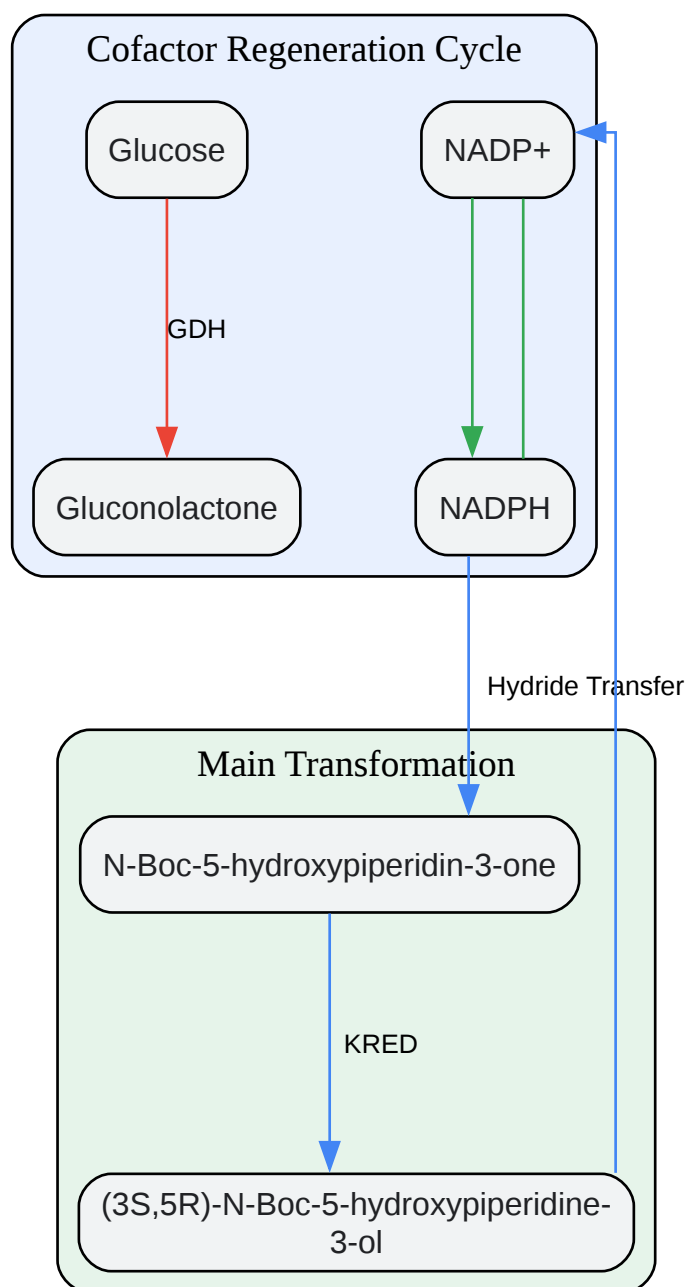 Cofactor Regeneration Cycle
Glucose
NADP+
GDH
Gluconolactone
NADPH
Hydride Transfer
Main Transformation
N-Boc-5-hydroxypiperidin-3-one
KRED
(3S,5R)-N-Boc-5-hydroxypiperidine-
3-ol